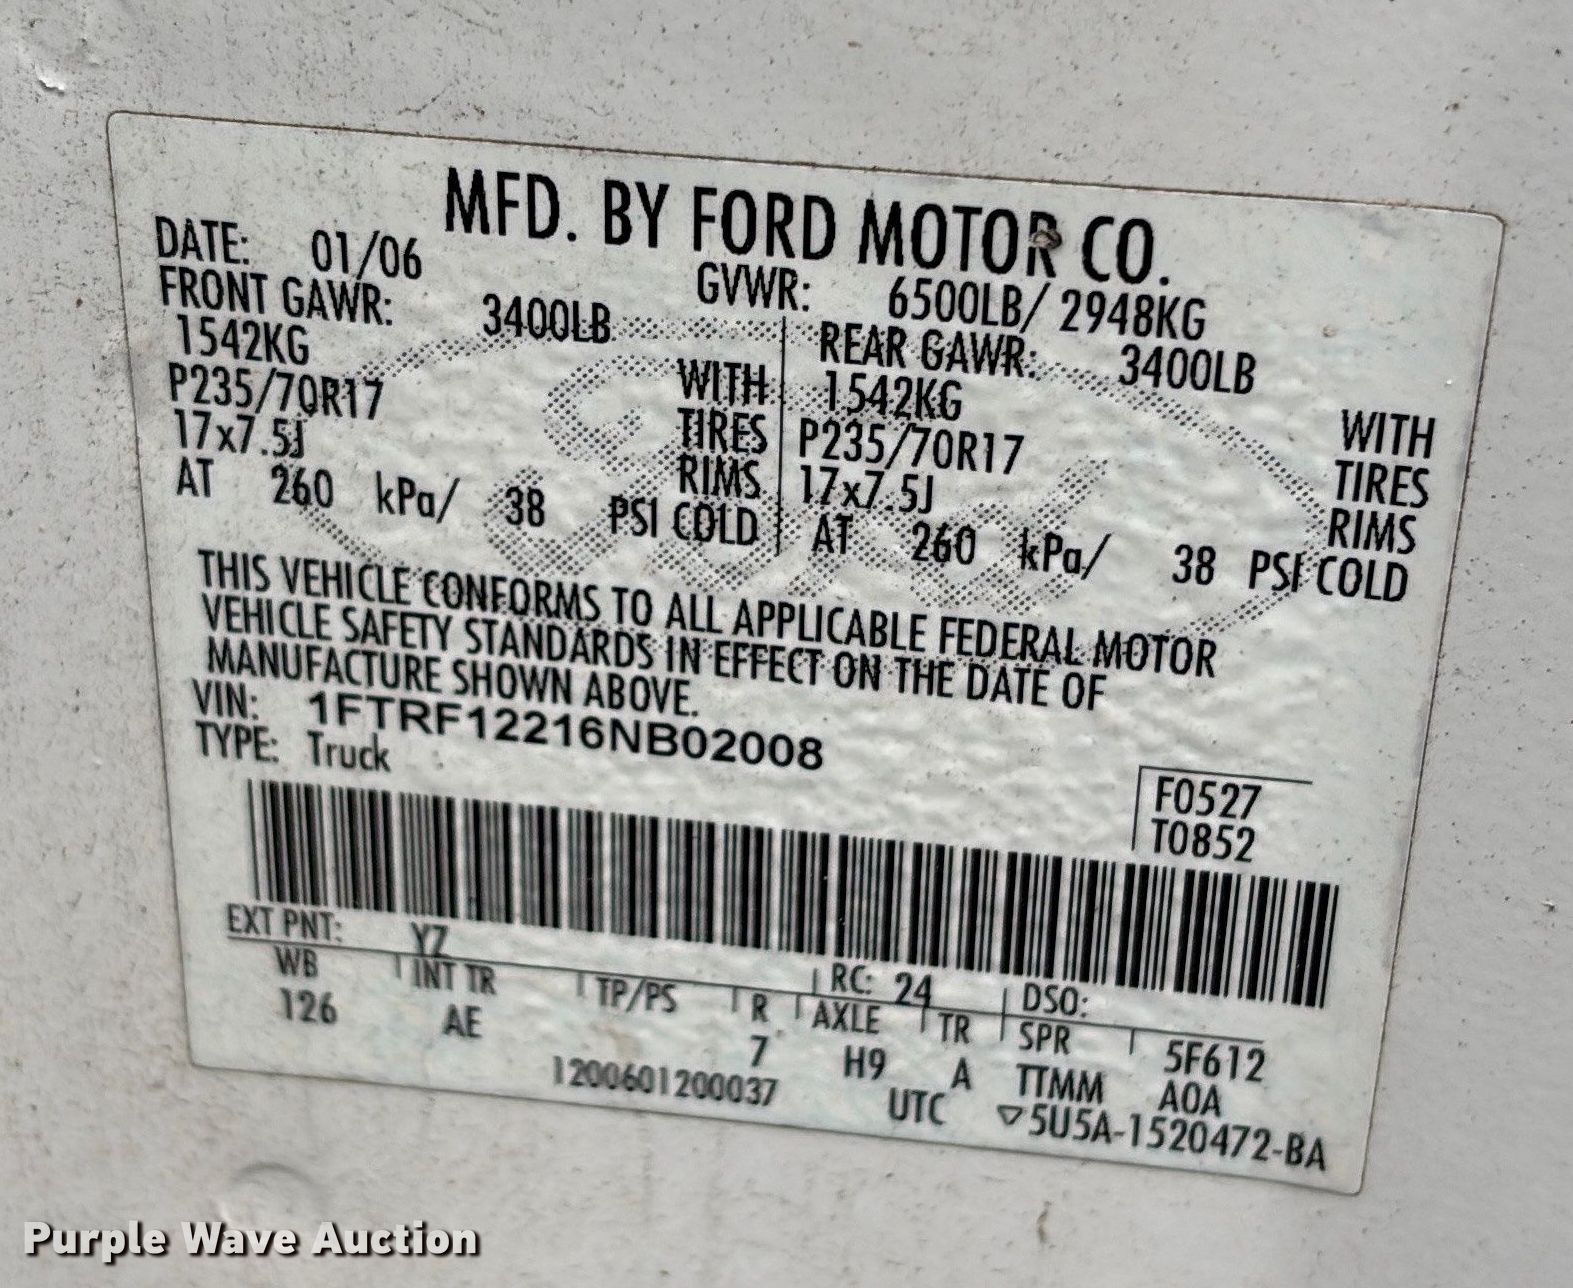 MFD. BY FORD MOTOR CO.
DATE: 01/06 GVWR: 6500LB/ 2948KG
FRONT GAWR: 3400LB REAR GAWR: 3400LB
1542KG WITH 1542KG WITH
P235/70R17 TIRES P235/70R17 TIRES
17x7.5J RIMS 17x7.5J RIMS
AT 260 kPa/ 38 PSI COLD AT 260 kPa/ 38 PSI COLD
THIS VEHICLE CONFORMS TO ALL APPLICABLE FEDERAL MOTOR
VEHICLE SAFETY STANDARDS IN EFFECT ON THE DATE OF
MANUFACTURE SHOWN ABOVE.
VIN: 1FTRF12216NB02008
TYPE: Truck
F0527
T0852
EXT PNT: YZ RC: 24 DSO:
WB INT TR TP/PS R AXLE TR SPR 5F612
126 AE 7 H9 A TTMM A0A
1200601200037 UTC ▽5U5A-1520472-BA
Ford
Purple Wave Auction